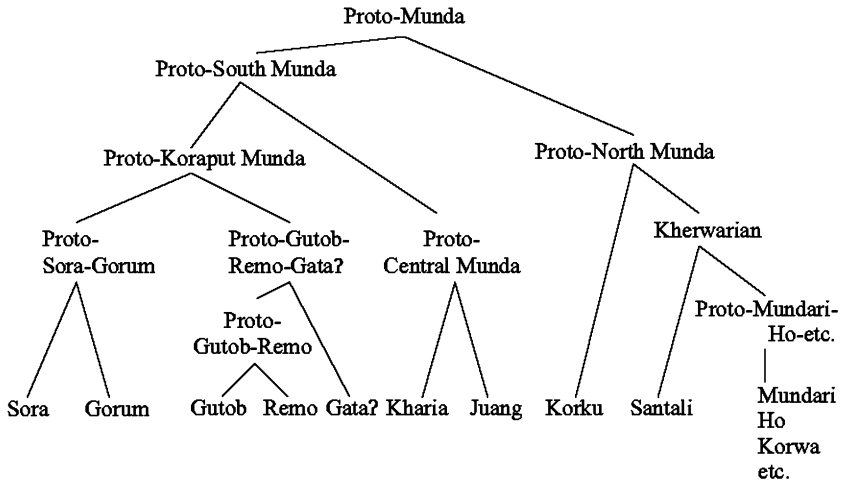 Proto-Munda
Proto-South Munda
Proto-Koraput Munda
Proto-North Munda
Proto-
Sora-Gorum
Proto-Gutob-
Remo-Gata?
Proto-
Central Munda
Kherwarian
Proto-
Gutob-Remo
Proto-Mundari-
Ho-etc.
Sora Gorum Gutob Remo Gata? Kharia Juang Korku Santali
Mundari
Ho
Korwa
etc.